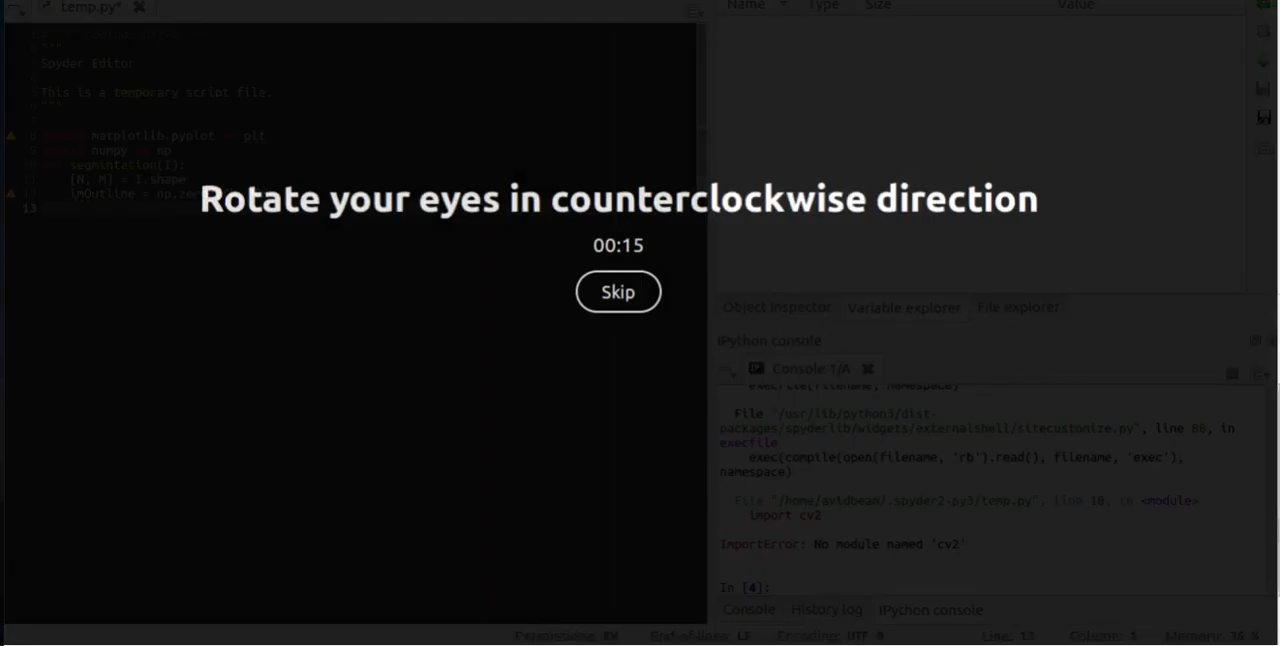 temp.py*
Name Type Size Value
Spyder Editor
This is a temporary script file.
"""
8 matplotlib.pyplot plt
9 numpy np
10 segmintation(I):
[N, M] = I.shape
imOutline = np.
13
Rotate your eyes in counterclockwise direction
00:15
Skip
Object inspector Variable explorer File explorer
IPython console
Console 1/A
execfile(filename, namespace)
File "/usr/lib/python3/dist-
packages/spyderlib/widgets/externalshell/sitecustomize.py", line 88, in
execfile
exec(compile(open(filename, 'rb').read(), filename, 'exec'),
namespace)
File "/home/avidbeam/.spyder2-py3/temp.py", line 10, in <module>
import cv2
ImportError: No module named 'cv2'
In [4]:
Console History log IPython console
Permissions: RW End-of-lines: LF Encoding: UTF-8 Line: 13 Column: Memory: 36 %